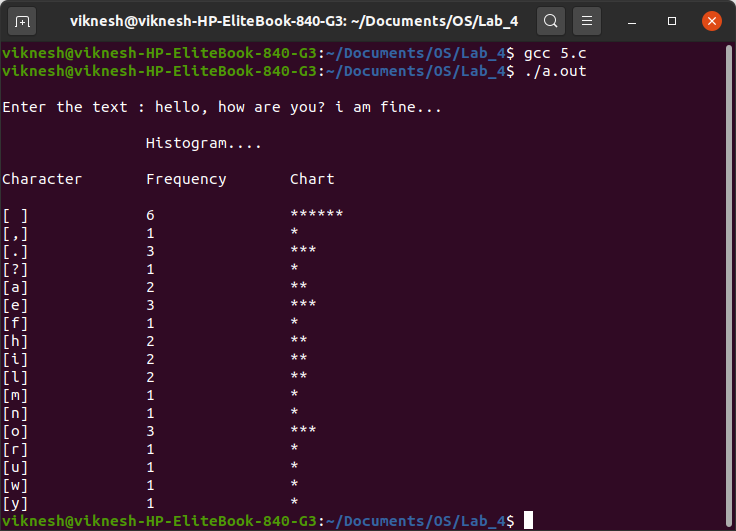 viknesh@viknesh-HP-EliteBook-840-G3: ~/Documents/OS/Lab_4
viknesh@viknesh-HP-EliteBook-840-G3:~/Documents/OS/Lab_4$ gcc 5.c
viknesh@viknesh-HP-EliteBook-840-G3:~/Documents/OS/Lab_4$ ./a.out
Enter the text : hello, how are you? i am fine...
Histogram....
Character Frequency Chart
[ ] 6 ******
[,] 1 *
[.] 3 ***
[?] 1 *
[a] 2 **
[e] 3 ***
[f] 1 *
[h] 2 **
[i] 2 **
[l] 2 **
[m] 1 *
[n] 1 *
[o] 3 ***
[r] 1 *
[u] 1 *
[w] 1 *
[y] 1 *
viknesh@viknesh-HP-EliteBook-840-G3:~/Documents/OS/Lab_4$